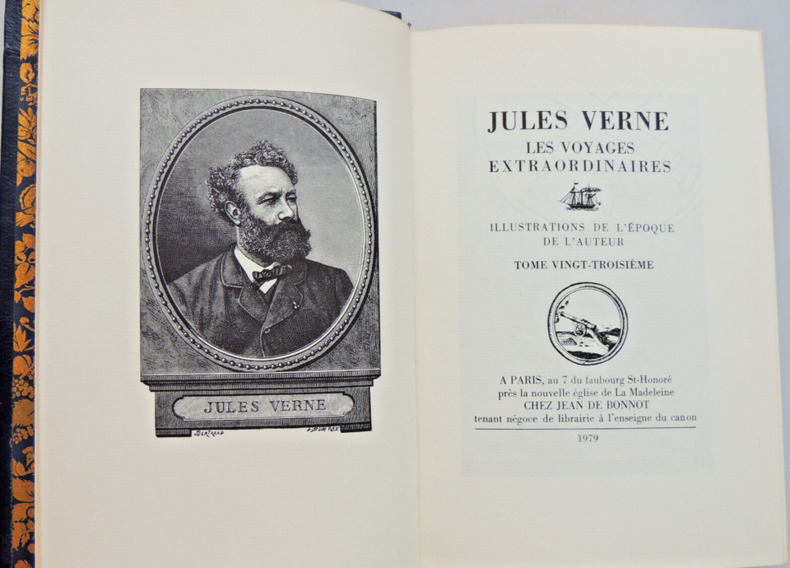 JULES VERNE
BERTRAND
JULES VERNE
LES VOYAGES
EXTRAORDINAIRES
ILLUSTRATIONS DE L'ÉPOQUE
DE L'AUTEUR
TOME VINGT-TROISIÈME
A PARIS, au 7 du faubourg St-Honoré
près la nouvelle église de La Madeleine
CHEZ JEAN DE BONNOT
tenant négoce de librairie à l'enseigne du canon
1979